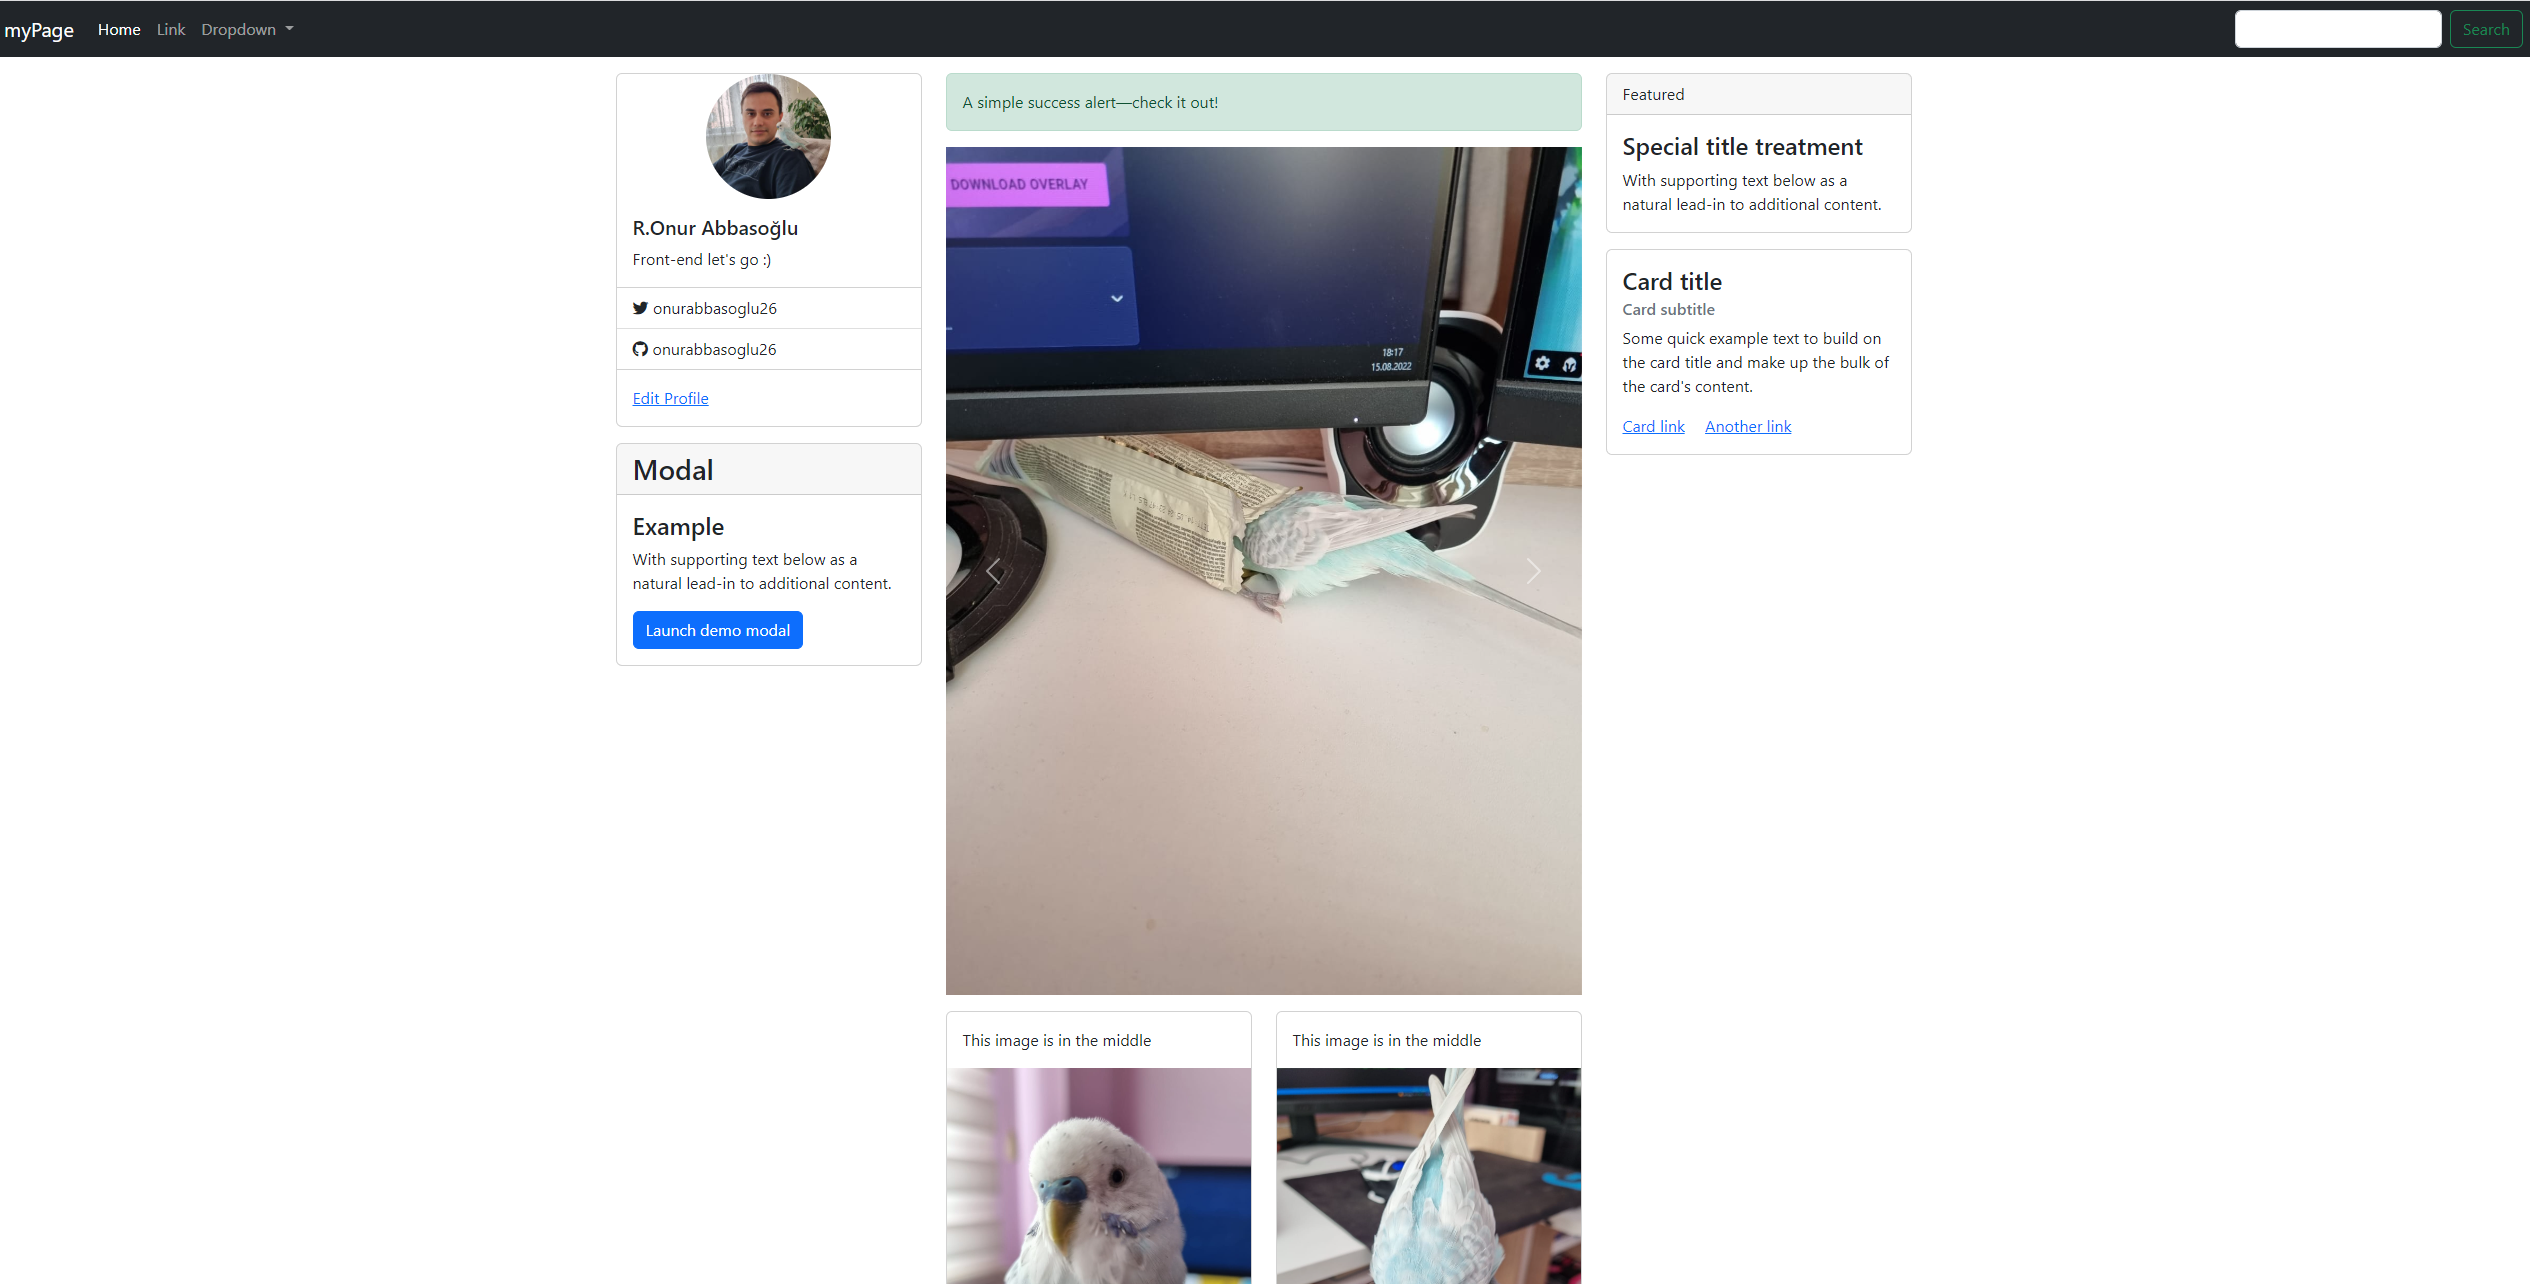 myPage Home Link Dropdown Search
R.Onur Abbasoğlu
Front-end let's go :)
onurabbasoglu26
onurabbasoglu26
Edit Profile
Modal
Example
With supporting text below as a
natural lead-in to additional content.
Launch demo modal
A simple success alert—check it out!
DOWNLOAD OVERLAY
18:17
15.08.2022
This image is in the middle
This image is in the middle
Featured
Special title treatment
With supporting text below as a
natural lead-in to additional content.
Card title
Card subtitle
Some quick example text to build on
the card title and make up the bulk of
the card's content.
Card link Another link